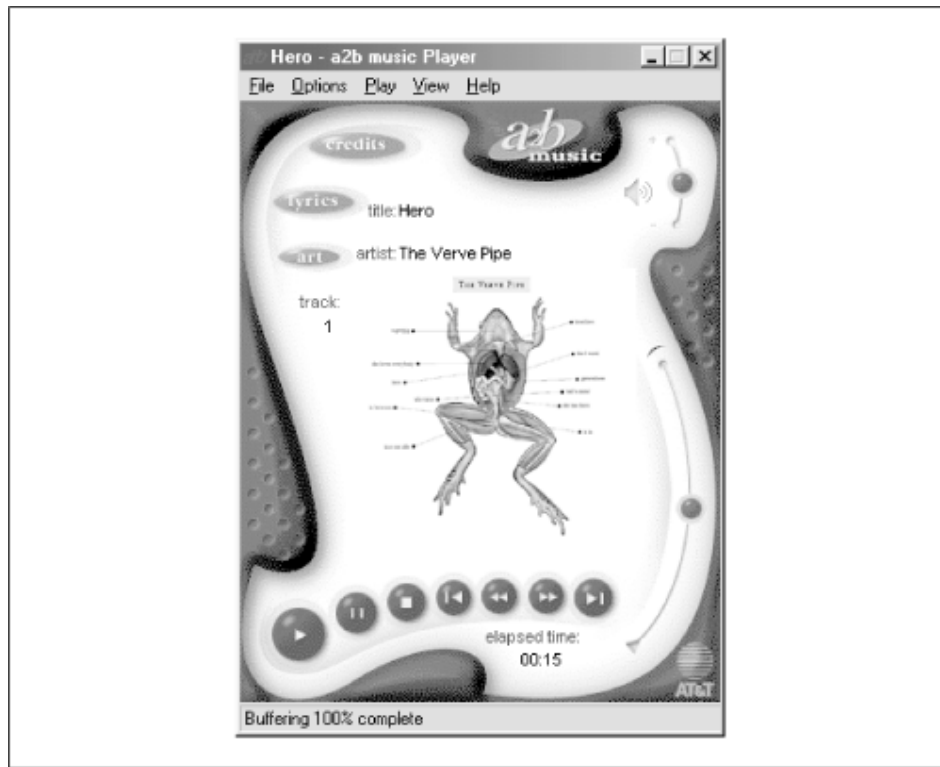 Hero - a2b music Player
File Options Play View Help
credits
a2b
music
lyrics
title: Hero
art
artist: The Verve Pipe
The Verve Pipe
track:
1
elapsed time:
00:15
AT&T
Buffering 100% complete